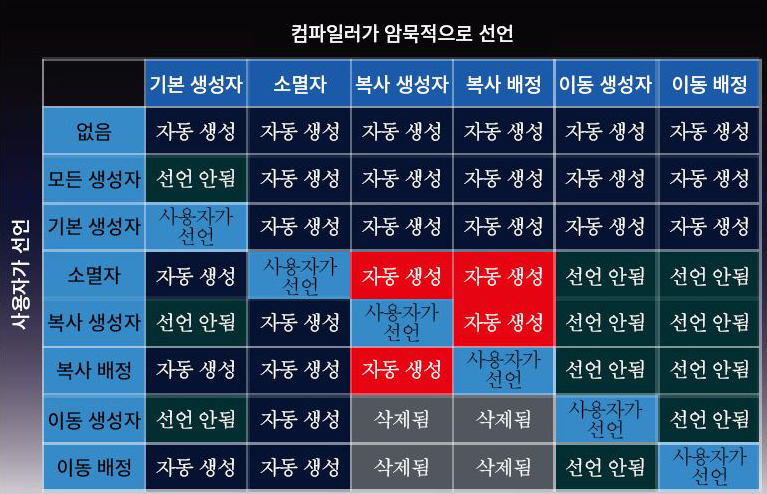 컴파일러가 암묵적으로 선언
기본 생성자 소멸자 복사 생성자 복사 배정 이동 생성자 이동 배정
사용자가 선언
없음 자동 생성 자동 생성 자동 생성 자동 생성 자동 생성 자동 생성
모든 생성자 선언 안됨 자동 생성 자동 생성 자동 생성 자동 생성 자동 생성
기본 생성자 사용자가 선언 자동 생성 자동 생성 자동 생성 자동 생성 자동 생성
소멸자 자동 생성 사용자가 선언 자동 생성 자동 생성 선언 안됨 선언 안됨
복사 생성자 선언 안됨 자동 생성 사용자가 선언 자동 생성 선언 안됨 선언 안됨
복사 배정 자동 생성 자동 생성 자동 생성 사용자가 선언 선언 안됨 선언 안됨
이동 생성자 선언 안됨 자동 생성 삭제됨 삭제됨 사용자가 선언 선언 안됨
이동 배정 자동 생성 자동 생성 삭제됨 삭제됨 선언 안됨 사용자가 선언